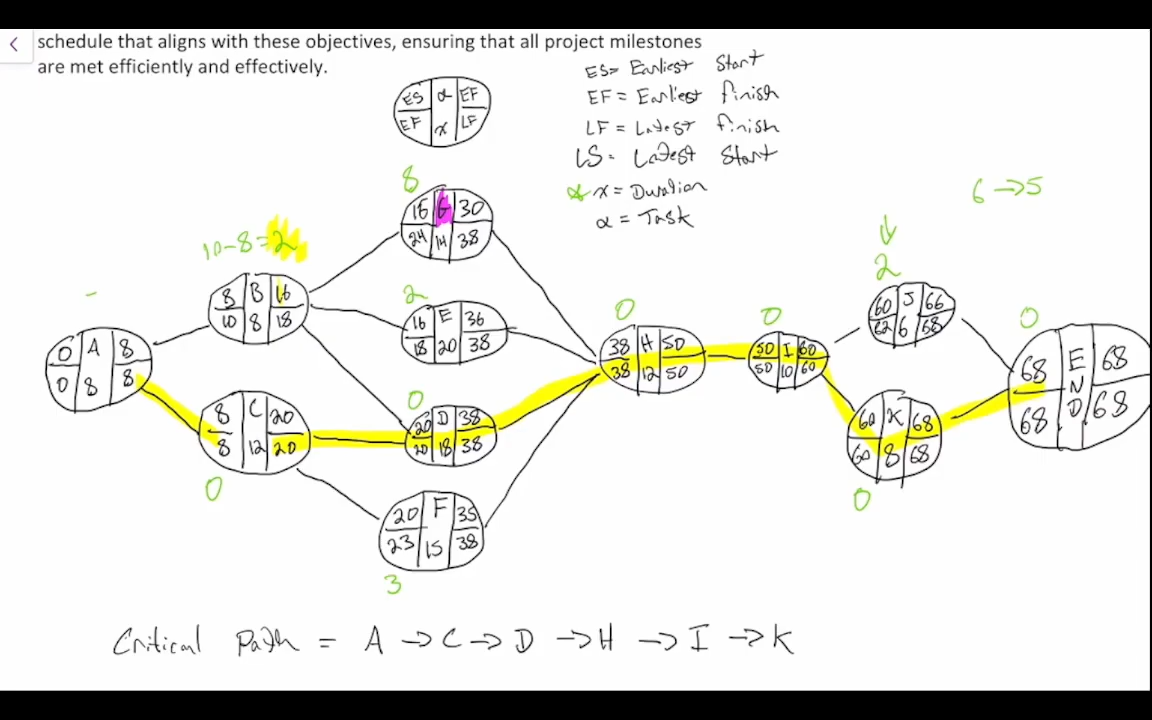 schedule that aligns with these objectives, ensuring that all project milestones
are met efficiently and effectively.
ES= Earliest Start
EF = Earliest finish
LF = Latest finish
LS= Latest Start
x = Duration
α = Task
ES α EF
EF x LF
6 → 5
8
16 G 30
24 14 38
10-8=2
8 B 16
10 8 18
2
16 E 36
18 20 38
0 A 8
0 8 8
8 C 20
8 12 20
0
0
20 D 38
20 18 38
20 F 35
23 15 38
3
0
38 H 50
38 12 50
0
50 I 60
50 10 60
2
60 J 66
62 6 68
60 K 68
60 8 68
0
0
68 END 68
68 68
Critical Path = A → C → D → H → I → K